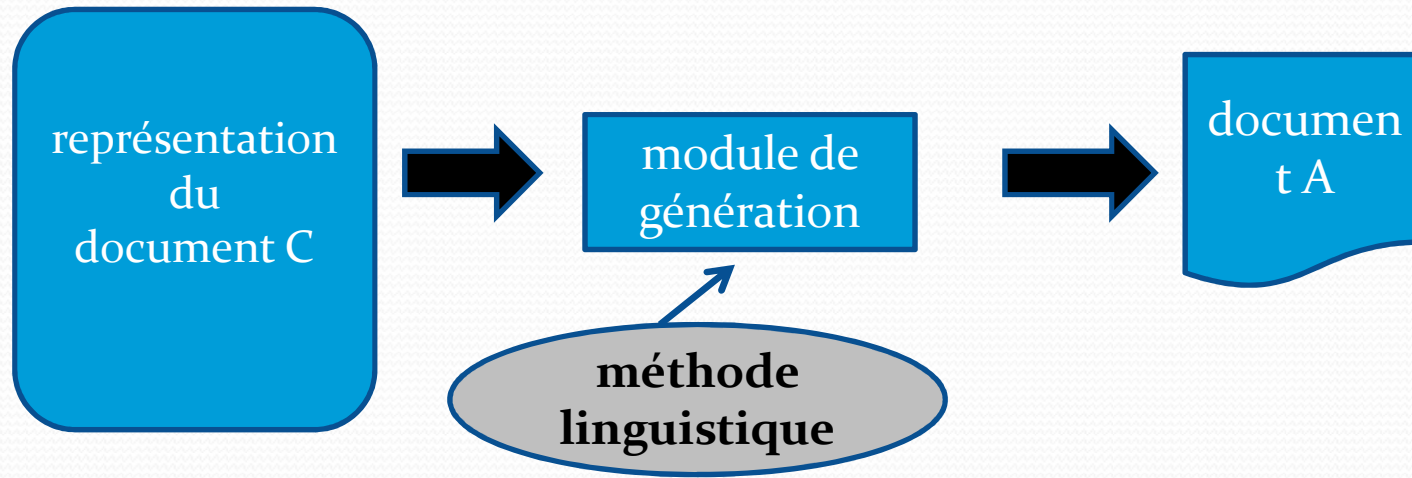 représentation
du
document C
module de
génération
documen
t A
méthode
linguistique